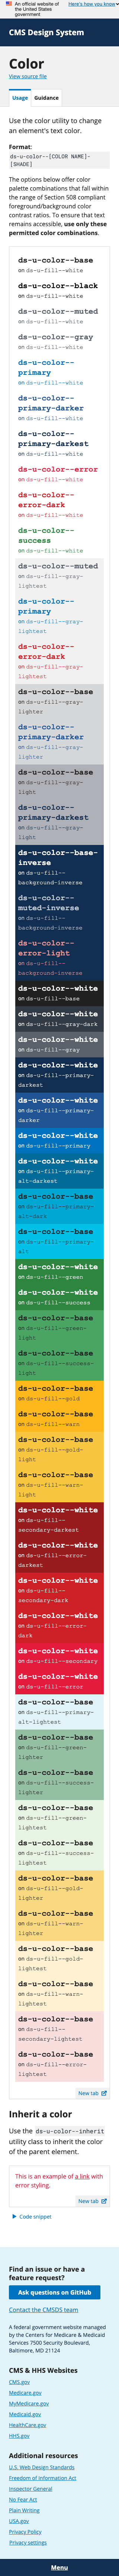 An official website of
the United States
government
Here's how you know
CMS Design System
Color
View source file
Usage Guidance
Use the color utility to change
an element's text color.
Format:
ds-u-color--[COLOR NAME]-
[SHADE]
The options below offer color
palette combinations that fall within
the range of Section 508 compliant
foreground/background color
contrast ratios. To provide the most
accessible experience, use only these
permitted color combinations.
ds-u-color--base
on ds-u-fill--white
ds-u-color--black
on ds-u-fill--white
ds-u-color--muted
on ds-u-fill--white
ds-u-color--gray
on ds-u-fill--white
ds-u-color--
primary
on ds-u-fill--white
ds-u-color--
primary-darker
on ds-u-fill--white
ds-u-color--
primary-darkest
on ds-u-fill--white
ds-u-color--error
on ds-u-fill--white
ds-u-color--
error-dark
on ds-u-fill--white
ds-u-color--
success
on ds-u-fill--white
ds-u-color--muted
on ds-u-fill--gray-
lightest
ds-u-color--
primary
on ds-u-fill--gray-
lightest
ds-u-color--
error-dark
on ds-u-fill--gray-
lightest
ds-u-color--base
on ds-u-fill--gray-
lighter
ds-u-color--
primary-darker
on ds-u-fill--gray-
lighter
ds-u-color--base
on ds-u-fill--gray-
light
ds-u-color--
primary-darkest
on ds-u-fill--gray-
light
ds-u-color--base-
inverse
on ds-u-fill--
background-inverse
ds-u-color--
muted-inverse
on ds-u-fill--
background-inverse
ds-u-color--
error-light
on ds-u-fill--
background-inverse
ds-u-color--white
on ds-u-fill--base
ds-u-color--white
on ds-u-fill--gray-dark
ds-u-color--white
on ds-u-fill--gray
ds-u-color--white
on ds-u-fill--primary-
darkest
ds-u-color--white
on ds-u-fill--primary-
darker
ds-u-color--white
on ds-u-fill--primary
ds-u-color--white
on ds-u-fill--primary-
alt-darkest
ds-u-color--base
on ds-u-fill--primary-
alt-dark
ds-u-color--base
on ds-u-fill--primary-
alt
ds-u-color--white
on ds-u-fill--green
ds-u-color--white
on ds-u-fill--success
ds-u-color--base
on ds-u-fill--green-
light
ds-u-color--base
on ds-u-fill--success-
light
ds-u-color--base
on ds-u-fill--gold
ds-u-color--base
on ds-u-fill--warn
ds-u-color--base
on ds-u-fill--gold-
light
ds-u-color--base
on ds-u-fill--warn-
light
ds-u-color--white
on ds-u-fill--
secondary-darkest
ds-u-color--white
on ds-u-fill--error-
darkest
ds-u-color--white
on ds-u-fill--
secondary-dark
ds-u-color--white
on ds-u-fill--error-
dark
ds-u-color--white
on ds-u-fill--secondary
ds-u-color--white
on ds-u-fill--error
ds-u-color--base
on ds-u-fill--primary-
alt-lightest
ds-u-color--base
on ds-u-fill--green-
lighter
ds-u-color--base
on ds-u-fill--success-
lighter
ds-u-color--base
on ds-u-fill--green-
lightest
ds-u-color--base
on ds-u-fill--success-
lightest
ds-u-color--base
on ds-u-fill--gold-
lighter
ds-u-color--base
on ds-u-fill--warn-
lighter
ds-u-color--base
on ds-u-fill--gold-
lightest
ds-u-color--base
on ds-u-fill--warn-
lightest
ds-u-color--base
on ds-u-fill--
secondary-lightest
ds-u-color--base
on ds-u-fill--error-
lightest
New tab
Inherit a color
Use the ds-u-color--inherit
utility class to inherit the color
of the parent element.
This is an example of a link with
error styling.
New tab
Code snippet
Find an issue or have a
feature request?
Ask questions on GitHub
Contact the CMSDS team
A federal government website managed
by the Centers for Medicare & Medicaid
Services 7500 Security Boulevard,
Baltimore, MD 21124
CMS & HHS Websites
CMS.gov
Medicare.gov
MyMedicare.gov
Medicaid.gov
HealthCare.gov
HHS.gov
Additional resources
U.S. Web Design Standards
Freedom of Information Act
Inspector General
No Fear Act
Plain Writing
USA.gov
Privacy Policy
Privacy settings
Menu